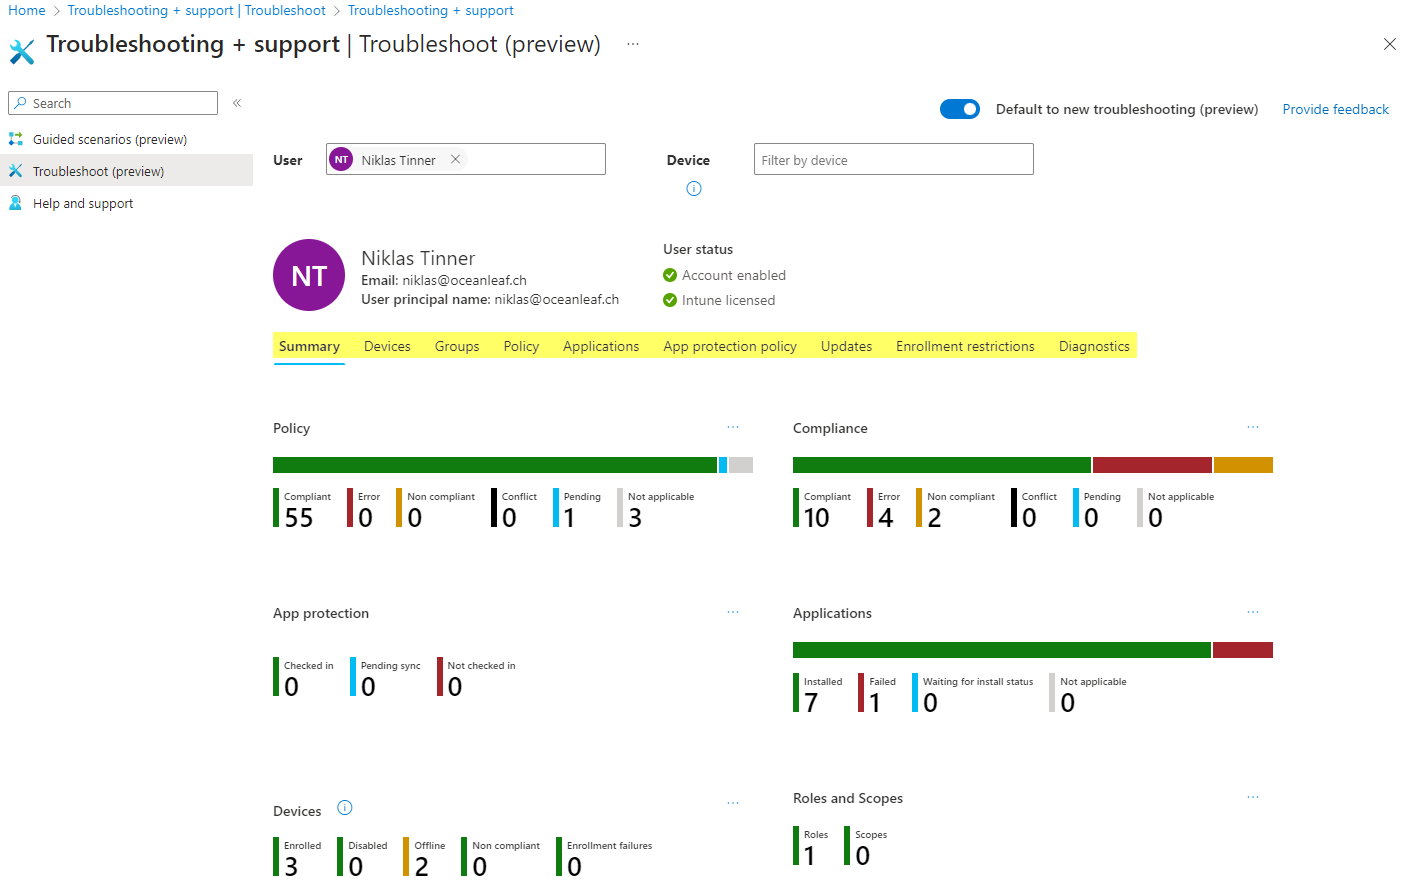 Home > Troubleshooting + support | Troubleshoot > Troubleshooting + support
Troubleshooting + support | Troubleshoot (preview) ...
Search «
Default to new troubleshooting (preview) Provide feedback
Guided scenarios (preview)
Troubleshoot (preview)
Help and support
User NT Niklas Tinner Device Filter by device
NT
Niklas Tinner
Email: niklas@oceanleaf.ch
User principal name: niklas@oceanleaf.ch
User status
Account enabled
Intune licensed
Summary Devices Groups Policy Applications App protection policy Updates Enrollment restrictions Diagnostics
Policy ...
Compliant Error Non compliant Conflict Pending Not applicable
55 0 0 0 1 3
Compliance ...
Compliant Error Non compliant Conflict Pending Not applicable
10 4 2 0 0 0
App protection ...
Checked in Pending sync Not checked in
0 0 0
Applications ...
Installed Failed Waiting for install status Not applicable
7 1 0 0
Devices ...
Enrolled Disabled Offline Non compliant Enrollment failures
3 0 2 0 0
Roles and Scopes ...
Roles Scopes
1 0